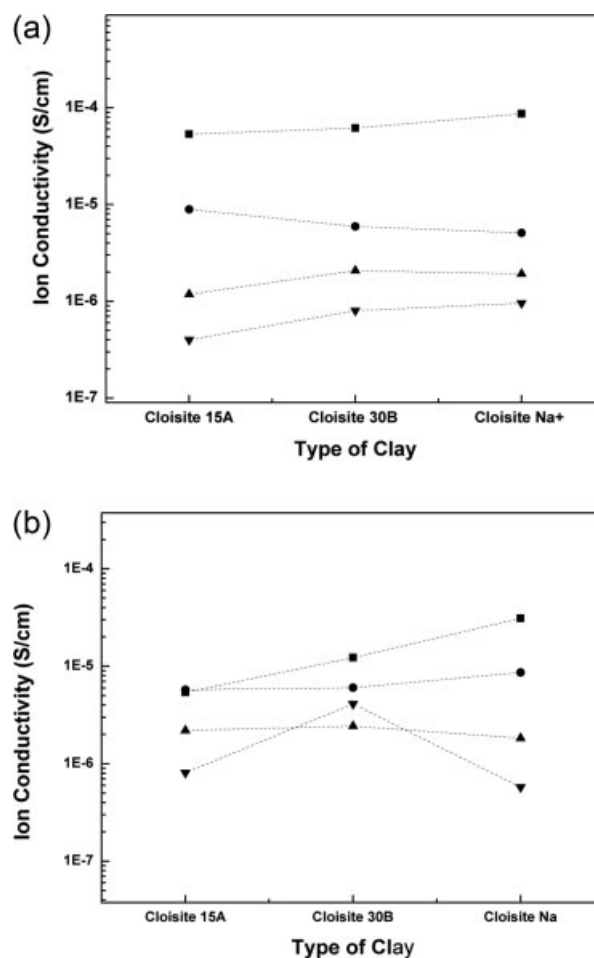 (a)
Ion Conductivity (S/cm)
1E-4
1E-5
1E-6
1E-7
Cloisite 15A Cloisite 30B Cloisite Na+
Type of Clay
(b)
Ion Conductivity (S/cm)
1E-4
1E-5
1E-6
1E-7
Cloisite 15A Cloisite 30B Cloisite Na
Type of Clay